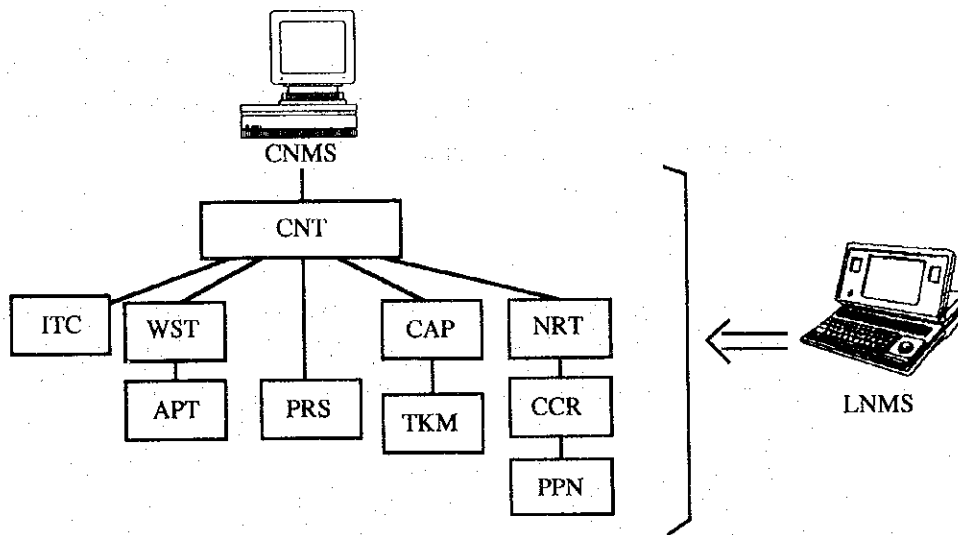 CNMS
CNT
ITC
WST
CAP
NRT
APT
PRS
TKM
CCR
PPN
LNMS